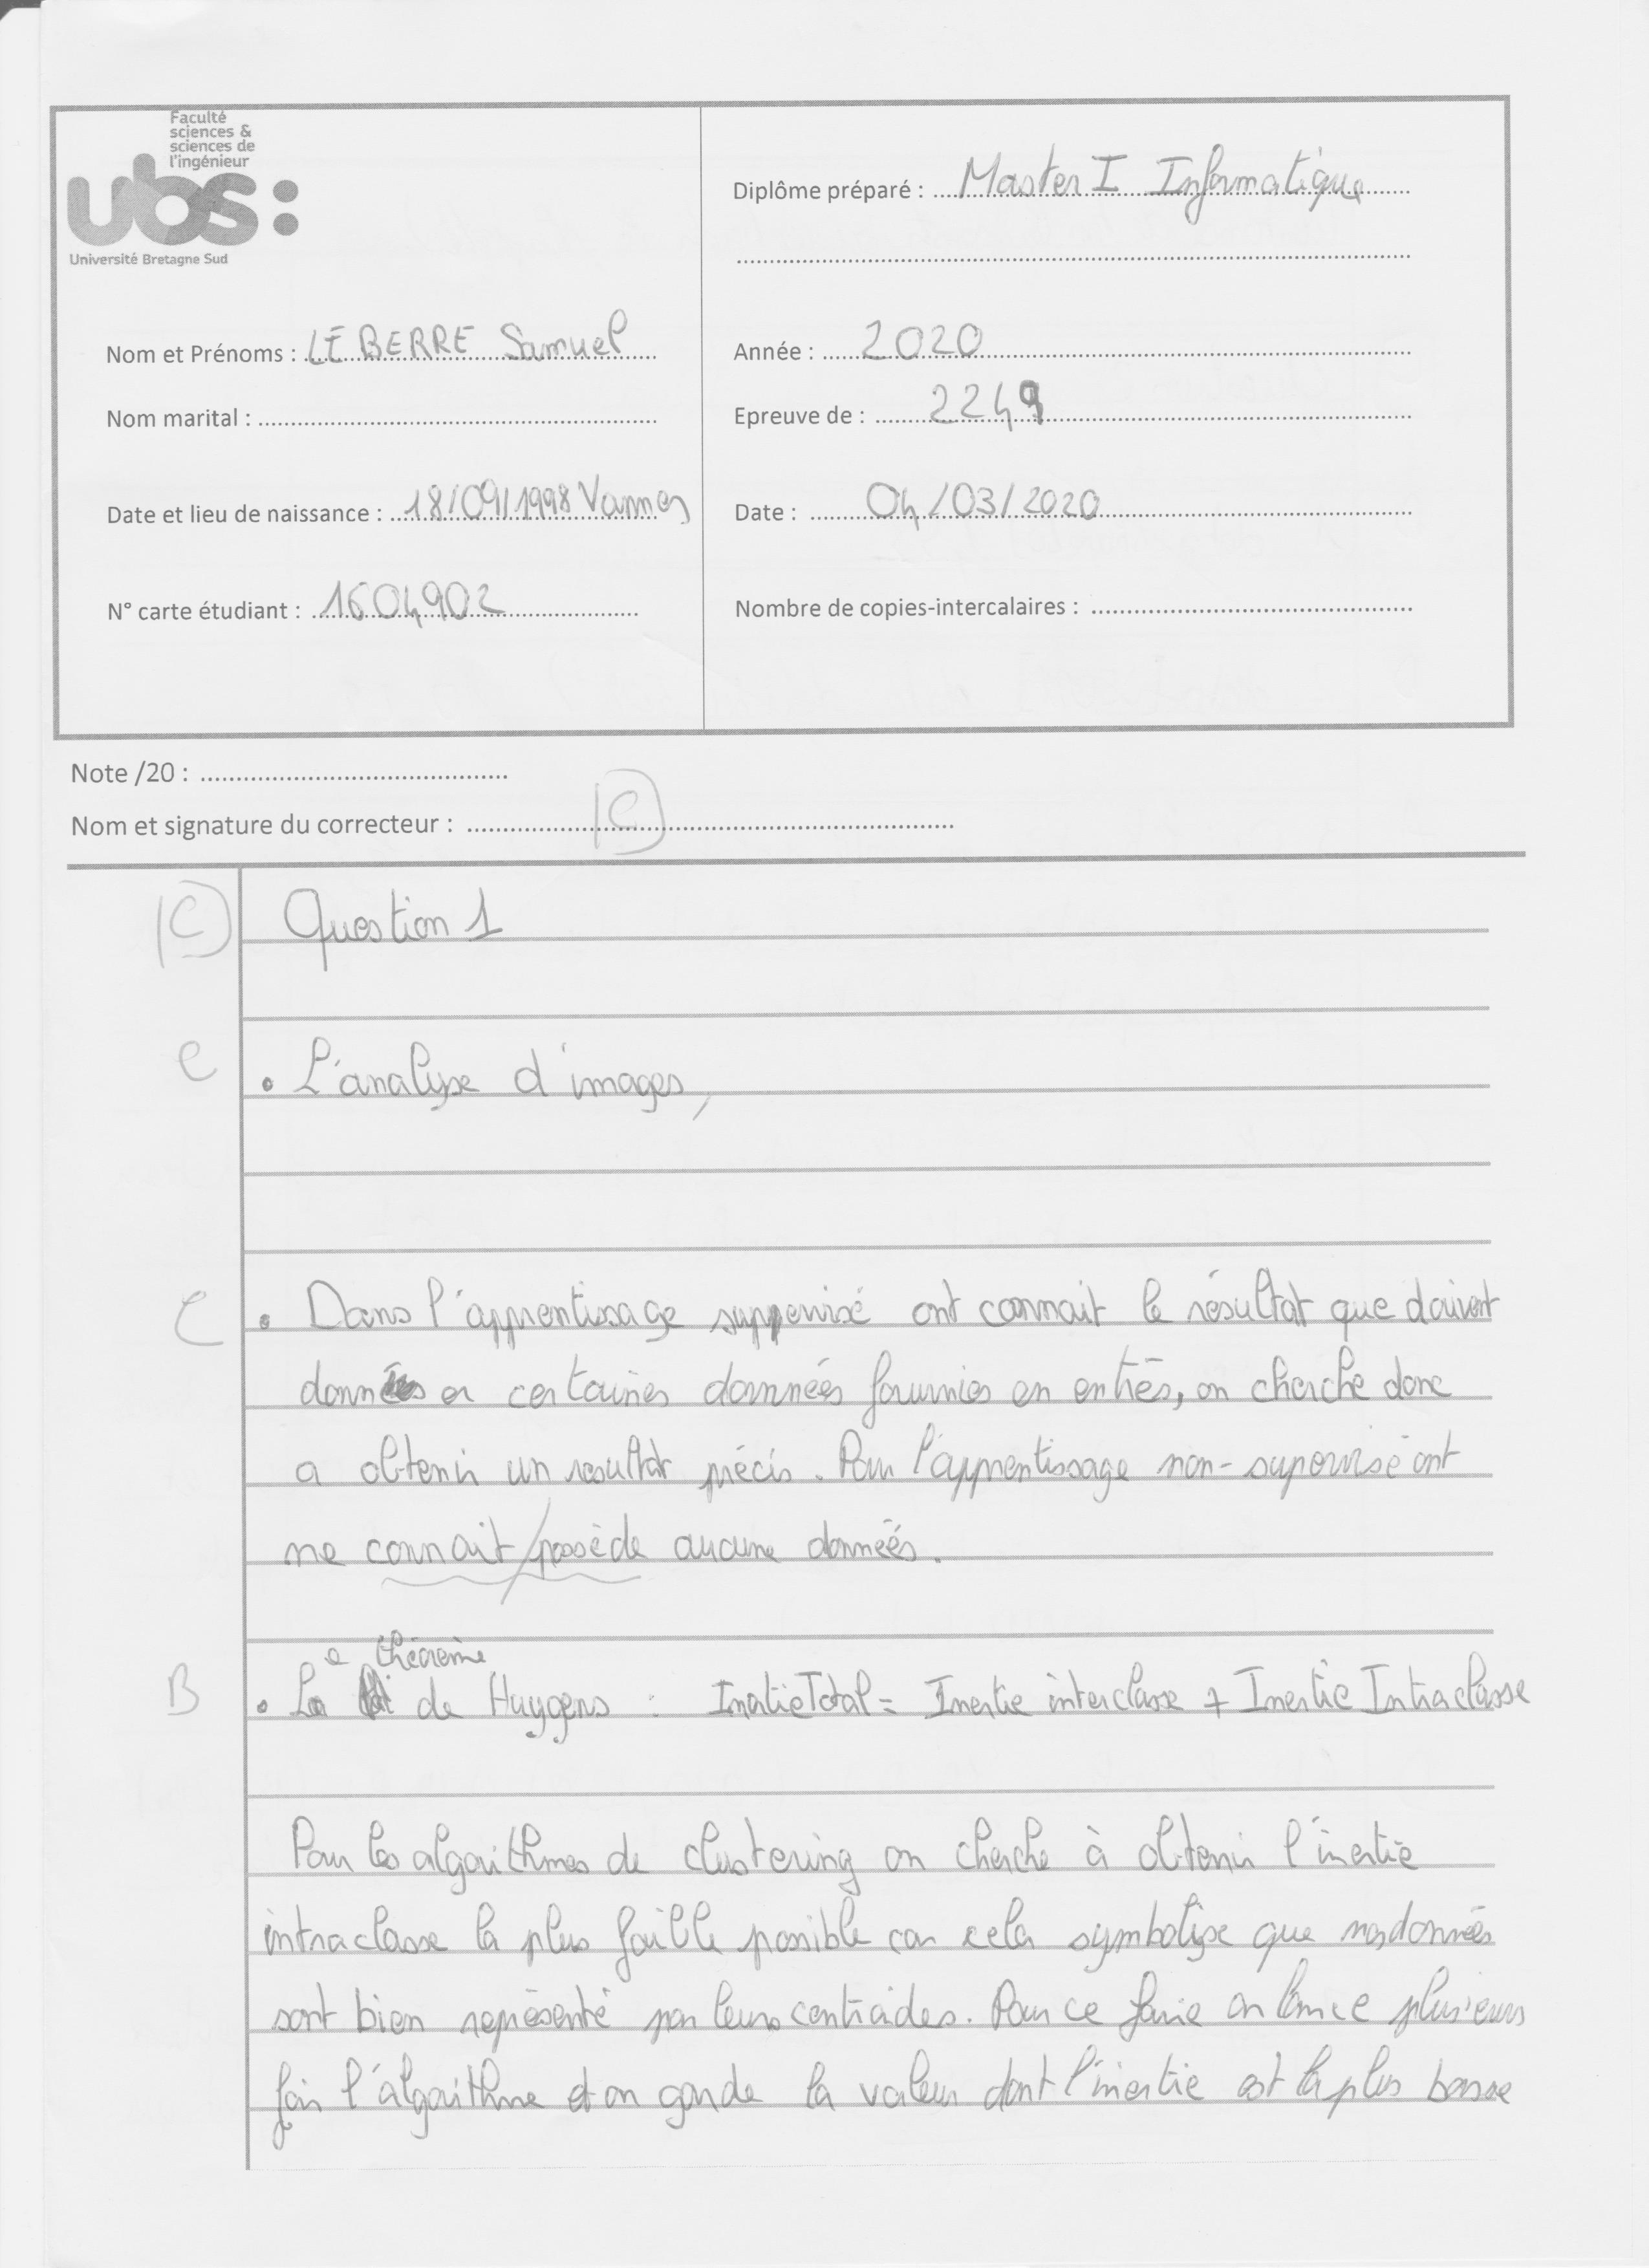 Faculté
sciences &
sciences de
l'ingénieur
ubs:
Université Bretagne Sud
Diplôme préparé : Master I Informatique
Nom et Prénoms : LE BERRE Samuel
Année : 2020
Nom marital :
Epreuve de : 2249
Date et lieu de naissance : 18/09/1998 Vannes
Date : 04/03/2020
N° carte étudiant : 1604902
Nombre de copies-intercalaires :
Note /20 :
Nom et signature du correcteur : C
C Question 1
C • L'analyse d'images,
C • Dans l'apprentissage suppervisé ont connait le résultat que doivent
données a certaines données fournies en entrés, on cherche donc
a obtenir un resultat précis. Pour l'apprentissage non-supervisé ont
ne connait/possède aucune données.
B • Le théorème de Huygens : InertieTotal = Inertie interclasse + Inertie Intraclasse
Pour les algorithmes de clustering on cherche à obtenir l'inertie
intraclasse la plus faible possible car cela symbolise que nos données
sont bien représenté par leurs centroides. Pour ce faire on lance plusieurs
fois l'algorithme et on garde la valeur dont l'inertie est la plus basse